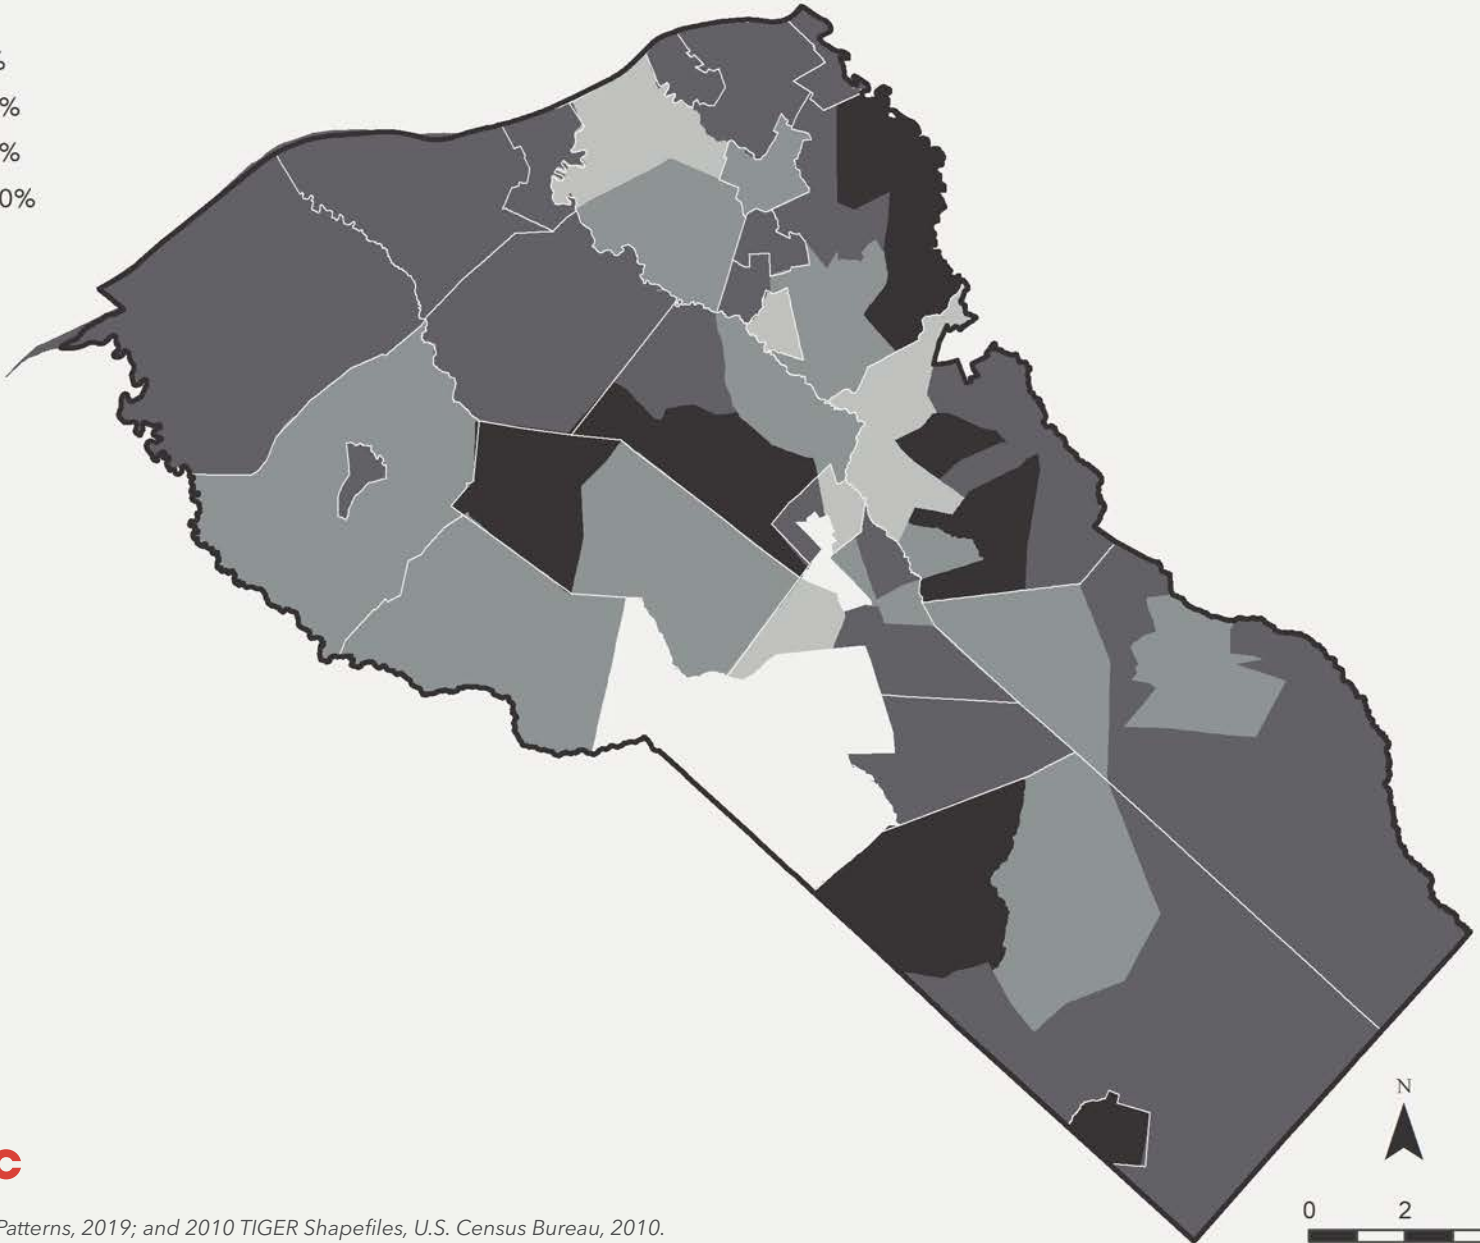 %
%
%
0%
N
0 2
c
Patterns, 2019; and 2010 TIGER Shapefiles, U.S. Census Bureau, 2010.